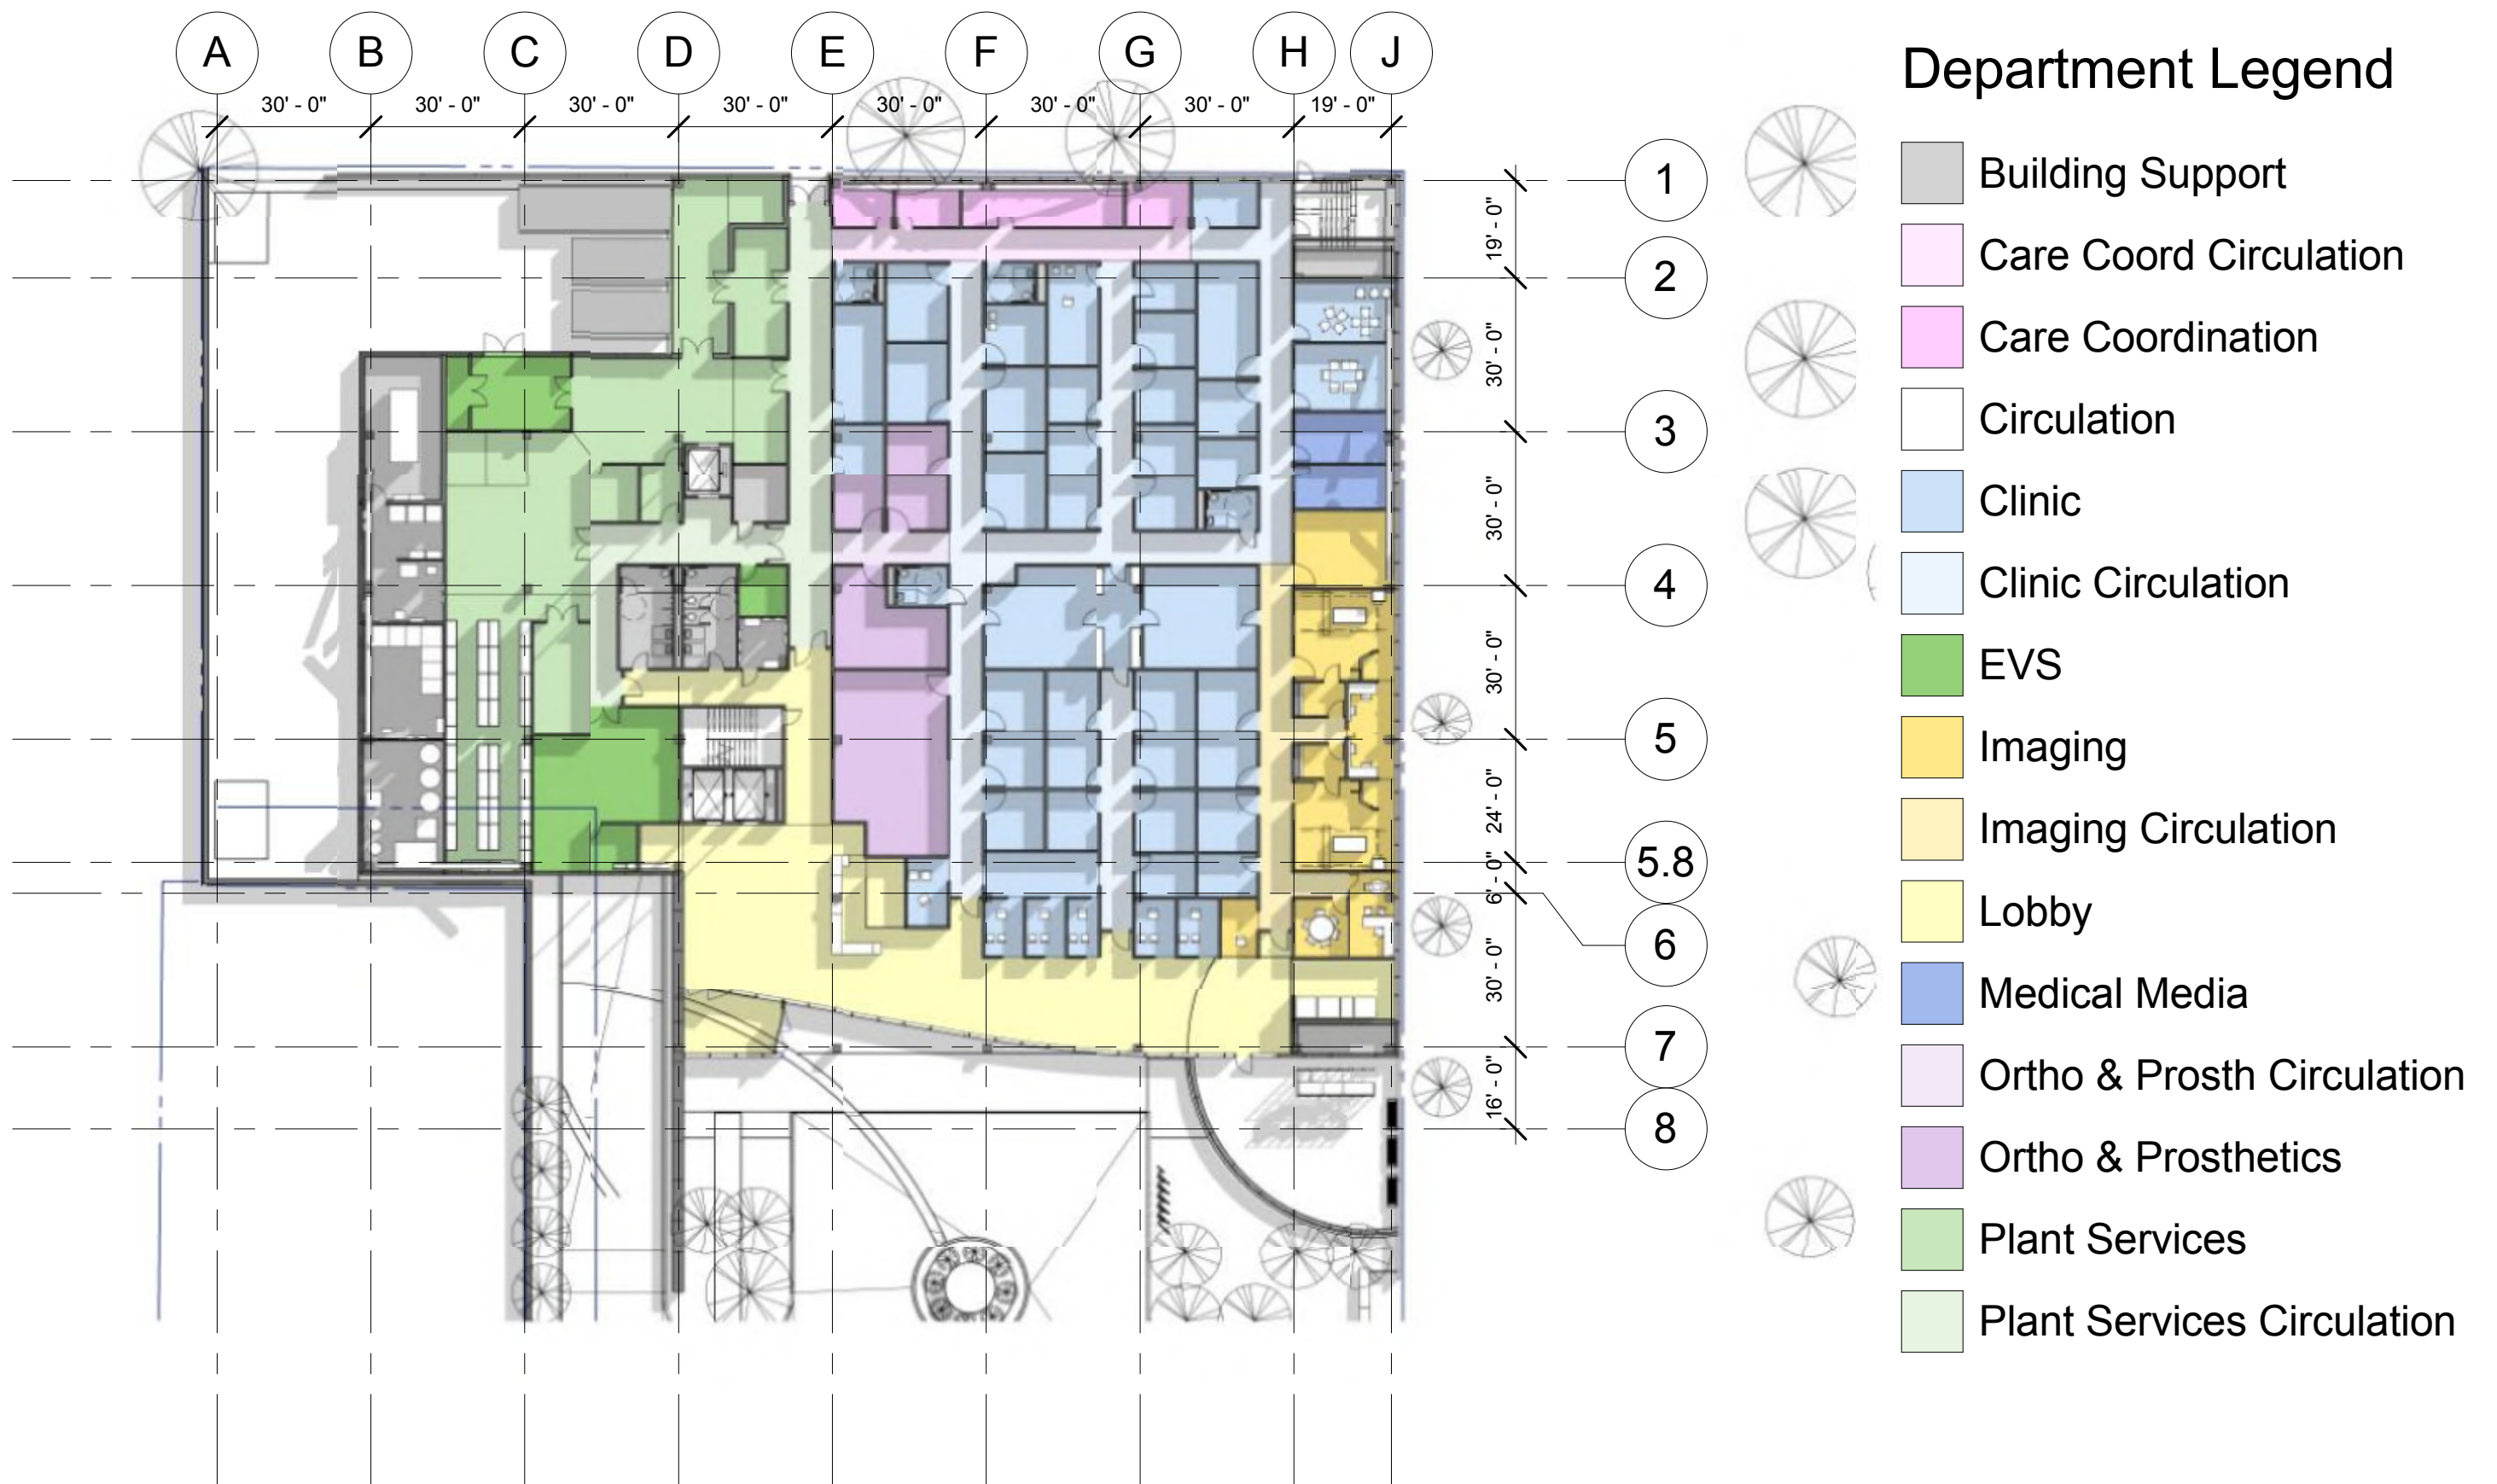 A B C D E F G H J
30' - 0" 30' - 0" 30' - 0" 30' - 0" 30' - 0" 30' - 0" 30' - 0" 19' - 0"
1
19' - 0"
2
30' - 0"
3
30' - 0"
4
30' - 0"
5
24' - 0"
5.8
6' - 0"
6
30' - 0"
7
16' - 0"
8
Department Legend
Building Support
Care Coord Circulation
Care Coordination
Circulation
Clinic
Clinic Circulation
EVS
Imaging
Imaging Circulation
Lobby
Medical Media
Ortho & Prosth Circulation
Ortho & Prosthetics
Plant Services
Plant Services Circulation